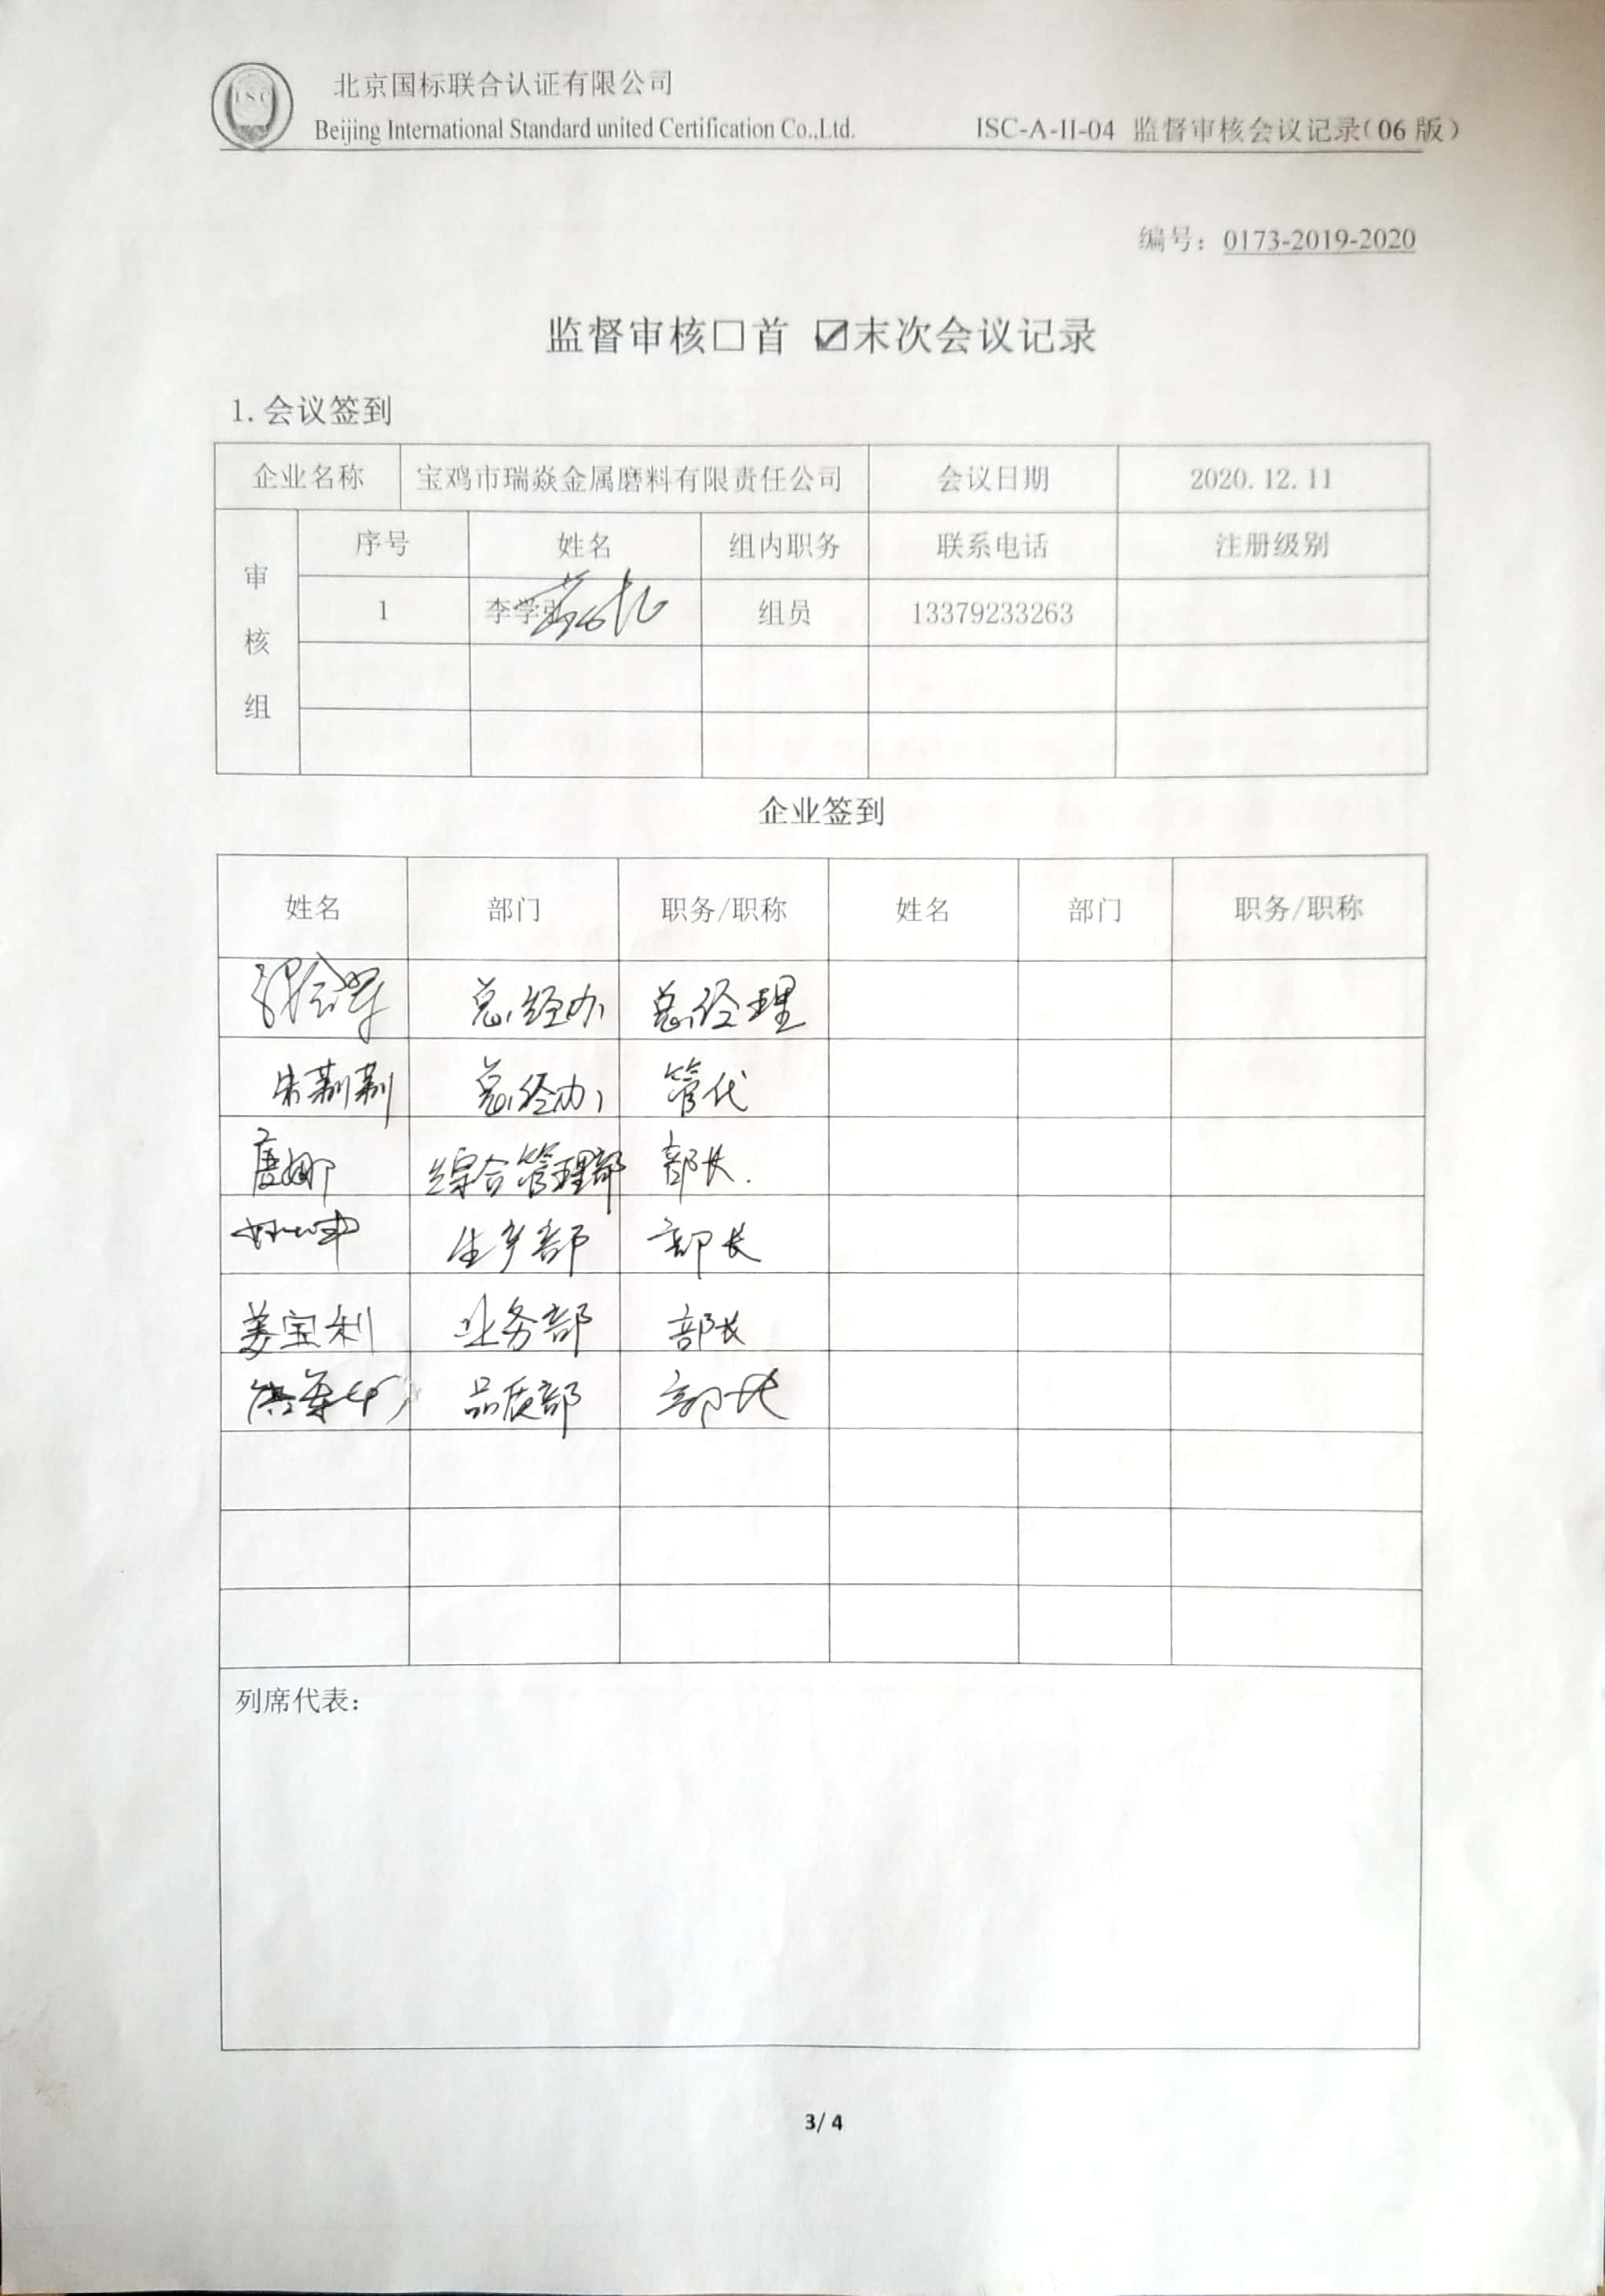 ISC
北京国标联合认证有限公司
Beijing International Standard united Certification Co.,Ltd.
ISC-A-II-04 监督审核会议记录(06 版)
编号：0173-2019-2020
监督审核□首 ☑末次会议记录
1.会议签到
企业名称 宝鸡市瑞焱金属磨料有限责任公司 会议日期 2020.12.11
审核组
序号 姓名 组内职务 联系电话 注册级别
1 李学 组员 13379233263
企业签到
姓名 部门 职务/职称 姓名 部门 职务/职称
总经办 总经理
朱莉莉 总经办 管代
唐娜 综合管理部 部长
生产部 部长
姜宝利 业务部 部长
品质部 部长
列席代表：
3/ 4